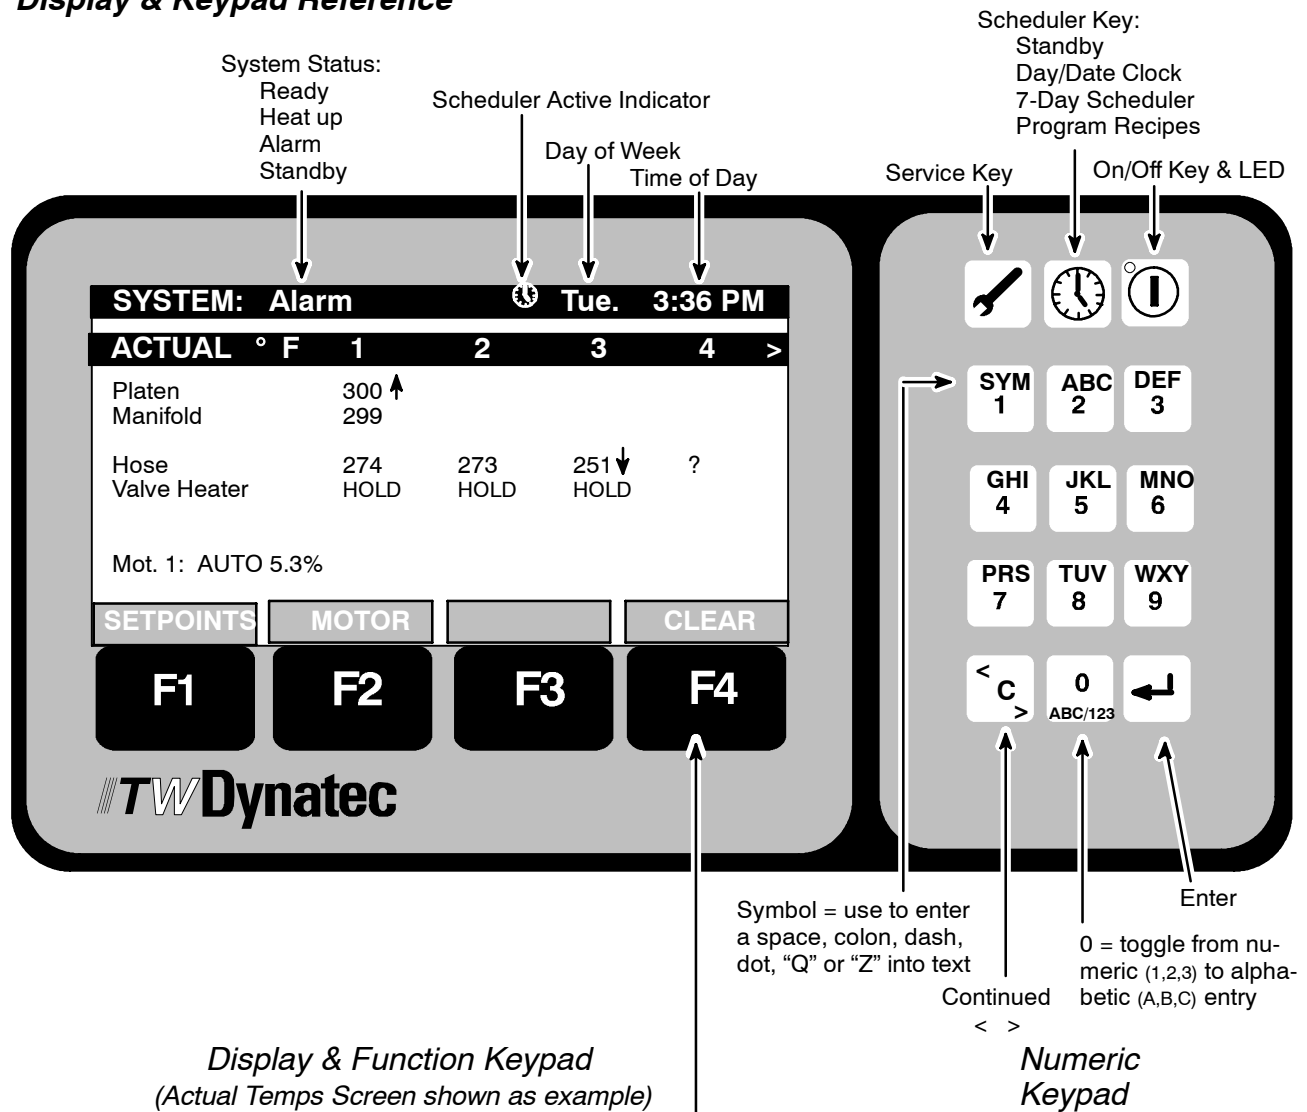 Display & Keypad Reference
System Status:
Ready
Heat up
Alarm
Standby
Scheduler Active Indicator
Day of Week
Time of Day
Scheduler Key:
Standby
Day/Date Clock
7-Day Scheduler
Program Recipes
Service Key
On/Off Key & LED
SYSTEM: Alarm Tue. 3:36 PM
ACTUAL ° F 1 2 3 4 >
Platen 300
Manifold 299
Hose 274 273 251 ?
Valve Heater HOLD HOLD HOLD
Mot. 1: AUTO 5.3%
SETPOINTS MOTOR CLEAR
F1 F2 F3 F4
ITW Dynatec
SYM ABC DEF
1 2 3
GHI JKL MNO
4 5 6
PRS TUV WXY
7 8 9
< C > 0
ABC/123
Symbol = use to enter
a space, colon, dash,
dot, “Q” or “Z” into text
Continued
< >
0 = toggle from nu-
meric (1,2,3) to alpha-
betic (A,B,C) entry
Enter
Display & Function Keypad
(Actual Temps Screen shown as example)
Numeric
Keypad